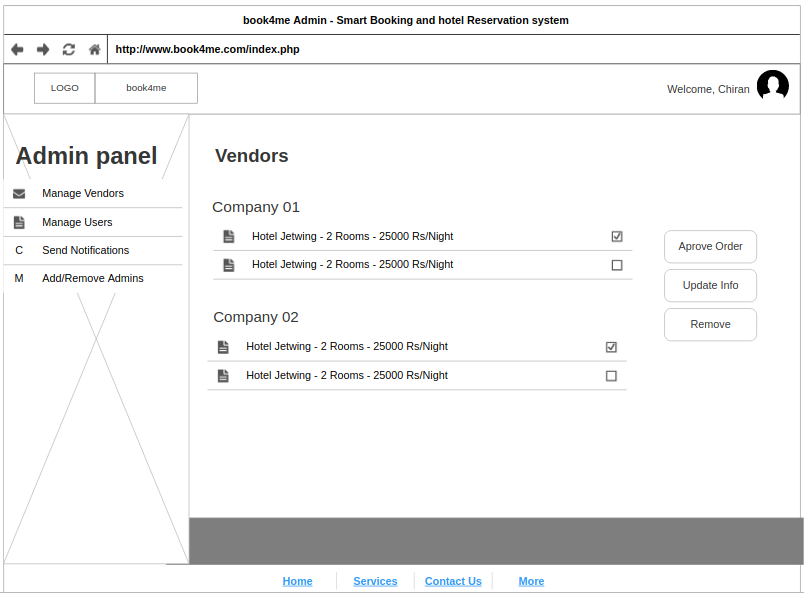 book4me Admin - Smart Booking and hotel Reservation system
http://www.book4me.com/index.php
LOGO book4me Welcome, Chiran
Admin panel
Manage Vendors
Manage Users
C Send Notifications
M Add/Remove Admins
Vendors
Company 01
Hotel Jetwing - 2 Rooms - 25000 Rs/Night
Hotel Jetwing - 2 Rooms - 25000 Rs/Night
Company 02
Hotel Jetwing - 2 Rooms - 25000 Rs/Night
Hotel Jetwing - 2 Rooms - 25000 Rs/Night
Aprove Order
Update Info
Remove
Home Services Contact Us More